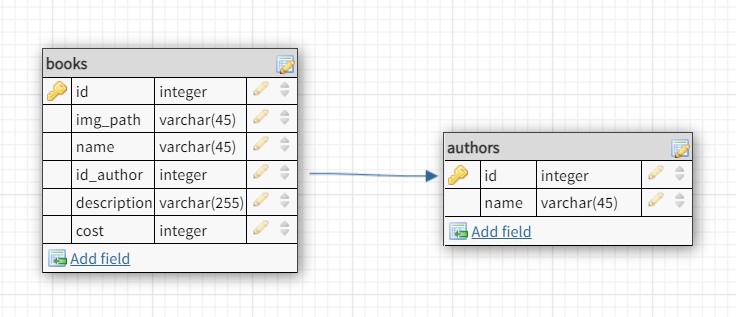 books
id integer
img_path varchar(45)
name varchar(45)
id_author integer
description varchar(255)
cost integer
Add field
authors
id integer
name varchar(45)
Add field